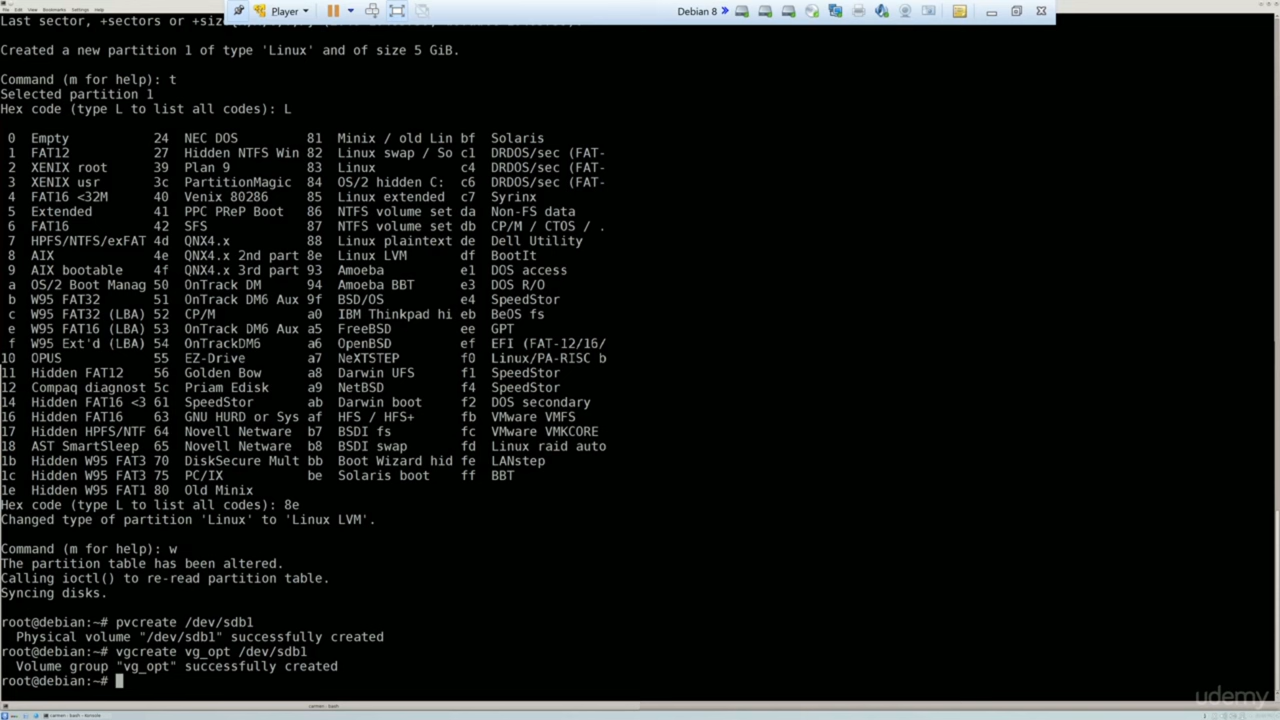 Player
Debian 8
Last sector, +sectors or +size
Created a new partition 1 of type 'Linux' and of size 5 GiB.
Command (m for help): t
Selected partition 1
Hex code (type L to list all codes): L
0 Empty 24 NEC DOS 81 Minix / old Lin bf Solaris
1 FAT12 27 Hidden NTFS Win 82 Linux swap / So c1 DRDOS/sec (FAT-
2 XENIX root 39 Plan 9 83 Linux c4 DRDOS/sec (FAT-
3 XENIX usr 3c PartitionMagic 84 OS/2 hidden C: c6 DRDOS/sec (FAT-
4 FAT16 <32M 40 Venix 80286 85 Linux extended c7 Syrinx
5 Extended 41 PPC PReP Boot 86 NTFS volume set da Non-FS data
6 FAT16 42 SFS 87 NTFS volume set db CP/M / CTOS / .
7 HPFS/NTFS/exFAT 4d QNX4.x 88 Linux plaintext de Dell Utility
8 AIX 4e QNX4.x 2nd part 8e Linux LVM df BootIt
9 AIX bootable 4f QNX4.x 3rd part 93 Amoeba e1 DOS access
a OS/2 Boot Manag 50 OnTrack DM 94 Amoeba BBT e3 DOS R/O
b W95 FAT32 51 OnTrack DM6 Aux 9f BSD/OS e4 SpeedStor
c W95 FAT32 (LBA) 52 CP/M a0 IBM Thinkpad hi eb BeOS fs
e W95 FAT16 (LBA) 53 OnTrack DM6 Aux a5 FreeBSD ee GPT
f W95 Ext'd (LBA) 54 OnTrackDM6 a6 OpenBSD ef EFI (FAT-12/16/
10 OPUS 55 EZ-Drive a7 NeXTSTEP f0 Linux/PA-RISC b
11 Hidden FAT12 56 Golden Bow a8 Darwin UFS f1 SpeedStor
12 Compaq diagnost 5c Priam Edisk a9 NetBSD f4 SpeedStor
14 Hidden FAT16 <3 61 SpeedStor ab Darwin boot f2 DOS secondary
16 Hidden FAT16 63 GNU HURD or Sys af HFS / HFS+ fb VMware VMFS
17 Hidden HPFS/NTF 64 Novell Netware b7 BSDI fs fc VMware VMKCORE
18 AST SmartSleep 65 Novell Netware b8 BSDI swap fd Linux raid auto
1b Hidden W95 FAT3 70 DiskSecure Mult bb Boot Wizard hid fe LANstep
1c Hidden W95 FAT3 75 PC/IX be Solaris boot ff BBT
1e Hidden W95 FAT1 80 Old Minix
Hex code (type L to list all codes): 8e
Changed type of partition 'Linux' to 'Linux LVM'.
Command (m for help): w
The partition table has been altered.
Calling ioctl() to re-read partition table.
Syncing disks.
root@debian:~# pvcreate /dev/sdb1
Physical volume "/dev/sdb1" successfully created
root@debian:~# vgcreate vg_opt /dev/sdb1
Volume group "vg_opt" successfully created
root@debian:~#
udemy